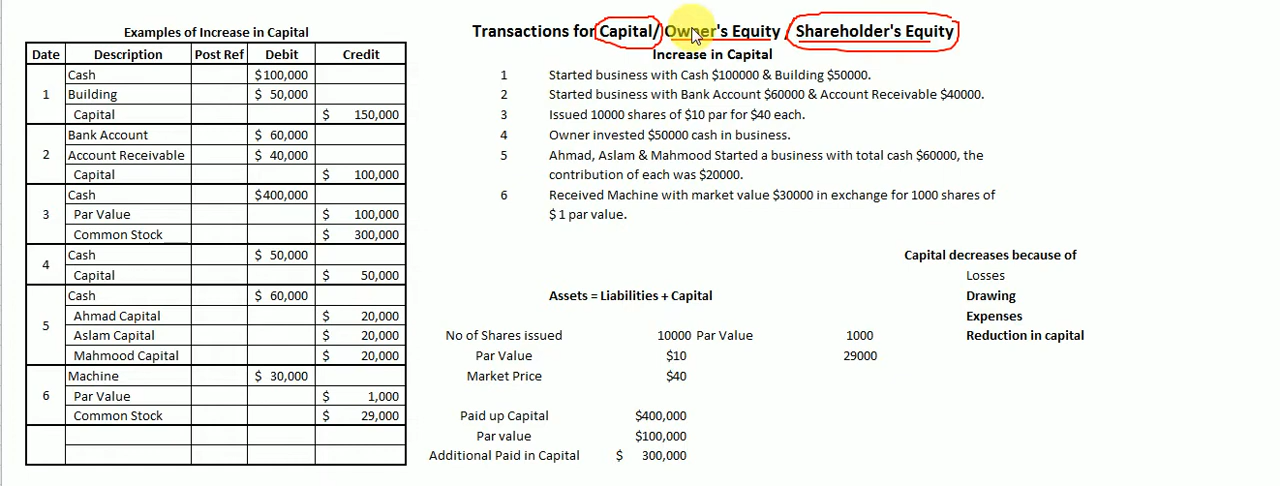 Examples of Increase in Capital
Date Description Post Ref Debit Credit
Cash $100,000
1 Building $ 50,000
Capital $ 150,000
Bank Account $ 60,000
2 Account Receivable $ 40,000
Capital $ 100,000
Cash $400,000
3 Par Value $ 100,000
Common Stock $ 300,000
4 Cash $ 50,000
Capital $ 50,000
Cash $ 60,000
5 Ahmad Capital $ 20,000
Aslam Capital $ 20,000
Mahmood Capital $ 20,000
Machine $ 30,000
6 Par Value $ 1,000
Common Stock $ 29,000
Transactions for Capital/ Owner's Equity / Shareholder's Equity
Increase in Capital
1 Started business with Cash $100000 & Building $50000.
2 Started business with Bank Account $60000 & Account Receivable $40000.
3 Issued 10000 shares of $10 par for $40 each.
4 Owner invested $50000 cash in business.
5 Ahmad, Aslam & Mahmood Started a business with total cash $60000, the
contribution of each was $20000.
6 Received Machine with market value $30000 in exchange for 1000 shares of
$1 par value.
Assets = Liabilities + Capital
No of Shares issued 10000 Par Value 1000
Par Value $10 29000
Market Price $40
Paid up Capital $400,000
Par value $100,000
Additional Paid in Capital $ 300,000
Capital decreases because of
Losses
Drawing
Expenses
Reduction in capital